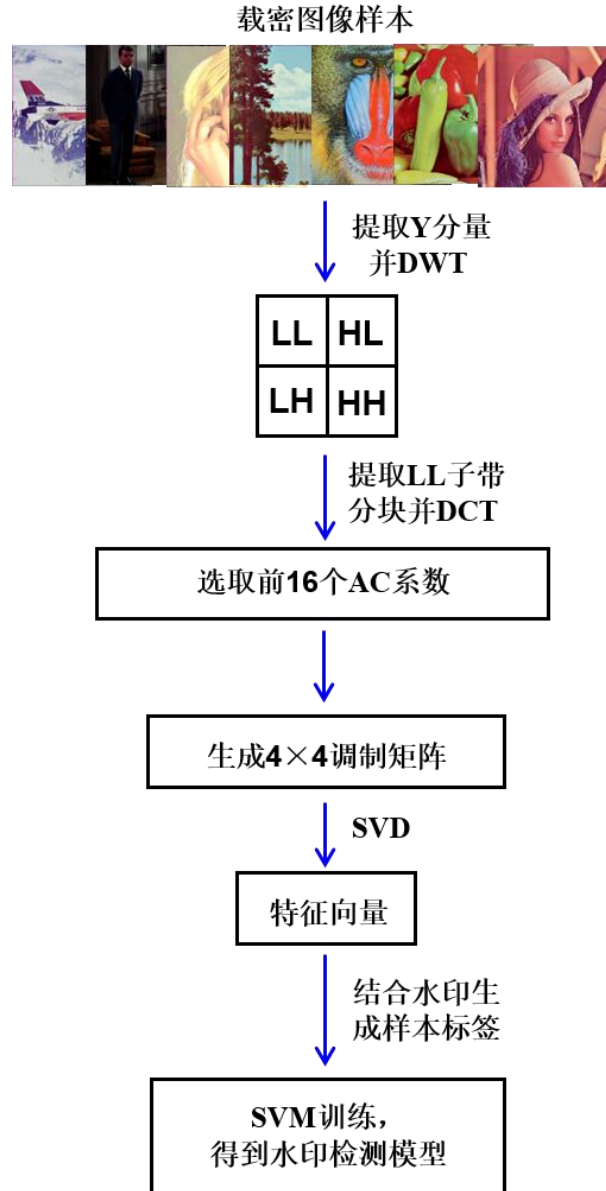 载密图像样本
提取Y分量
并DWT
LL HL
LH HH
提取LL子带
分块并DCT
选取前16个AC系数
生成4×4调制矩阵
SVD
特征向量
结合水印生
成样本标签
SVM训练，
得到水印检测模型